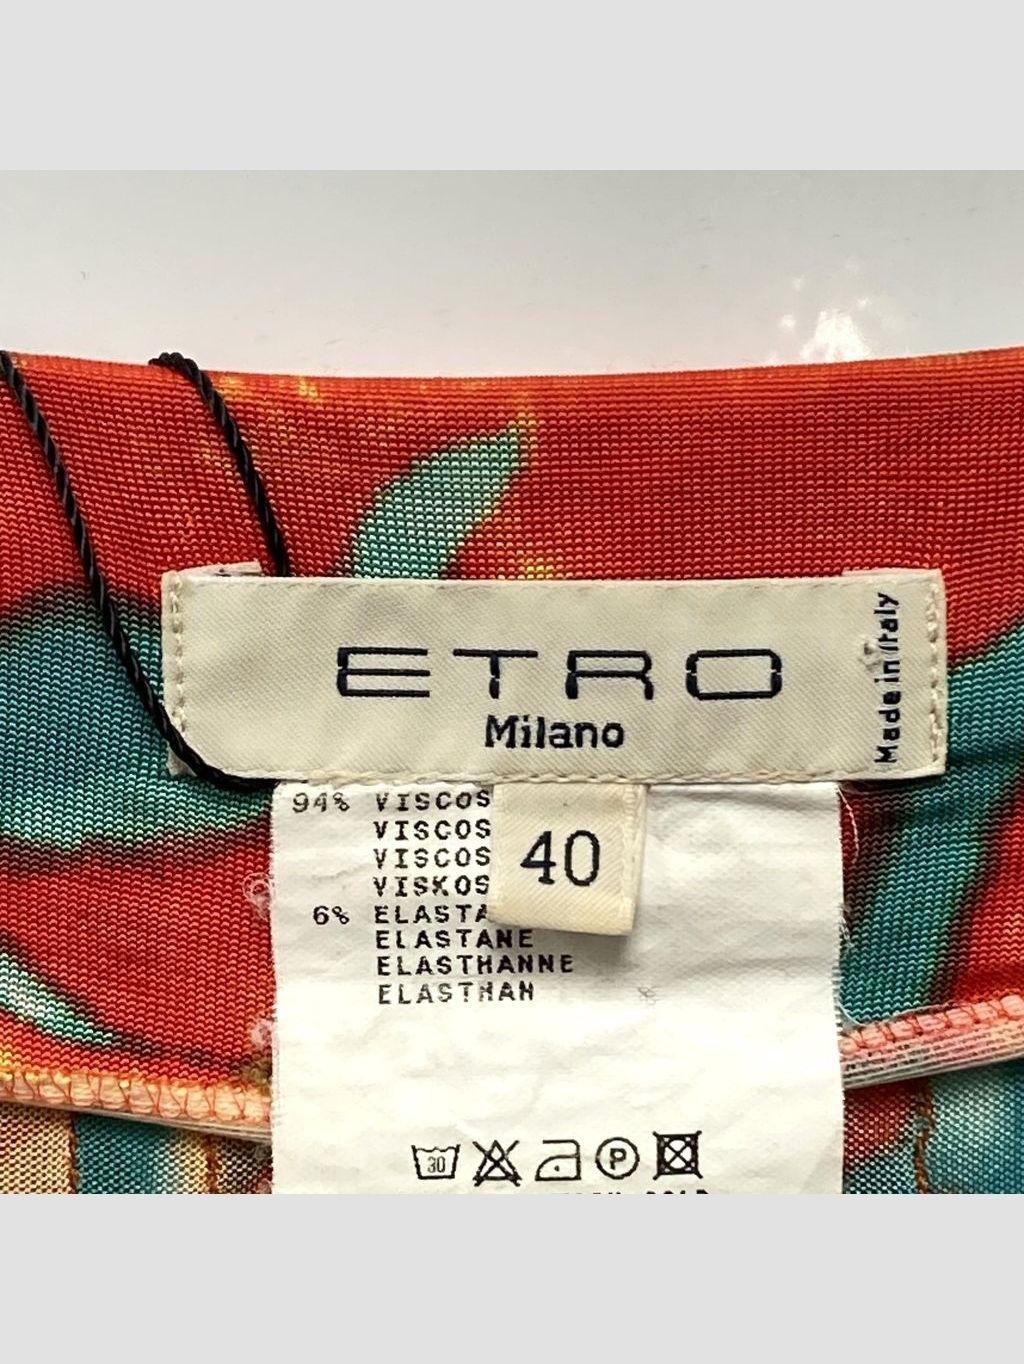 ETRO
Milano
Made in Italy
40
94% VISCOS
VISCOS
VISCOS
VISKOS
6% ELASTA
ELASTANE
ELASTHANNE
ELASTHAN
30
P